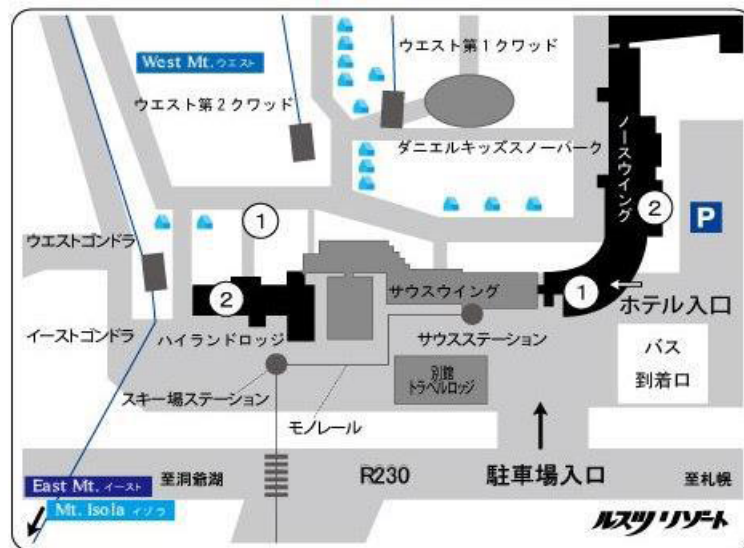 West Mt. ウエスト
ウエスト第1クワッド
ウエスト第2クワッド
ダニエルキッズスノーパーク
ノースウイング
②
P
①
ウエストゴンドラ
②
サウスウイング
①
ホテル入口
イーストゴンドラ
ハイランドロッジ
サウスステーション
バス
到着口
別館
トラベルロッジ
スキー場ステーション
モノレール
East Mt. イースト
至洞爺湖
R230
駐車場入口
至札幌
Mt. Isola イゾラ
ルスツリゾート